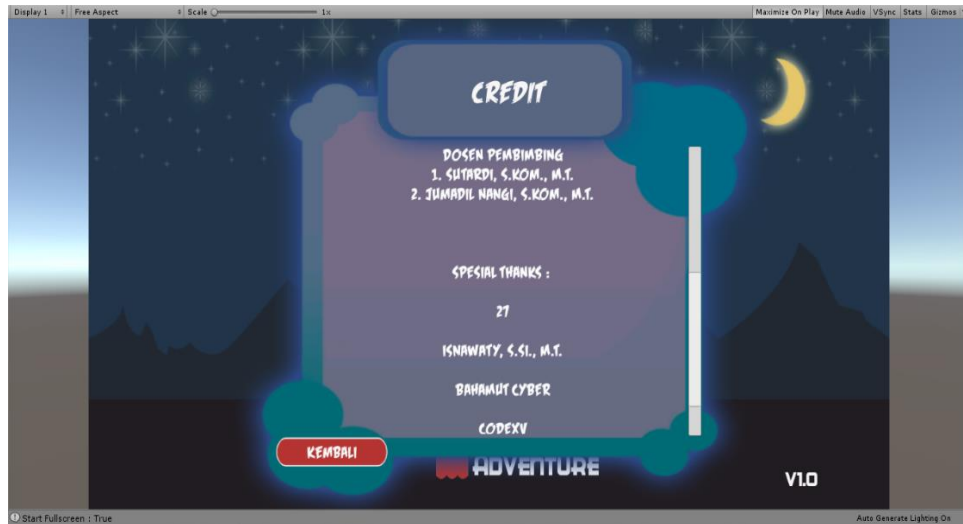 Display 1
Free Aspect
Scale
1x
Maximize On Play
Mute Audio
VSync
Stats
Gizmos
CREDIT
DOSEN PEMBIMBING
1. SUTARDI, S.KOM., M.T.
2. JUMADIL NANGI, S.KOM., M.T.
SPESIAL THANKS :
27
ISNAWATY, S.SI., M.T.
BAHAMUT CYBER
CODEXV
KEMBALI
ADVENTURE
V1.0
Start Fullscreen : True
Auto Generate Lighting On